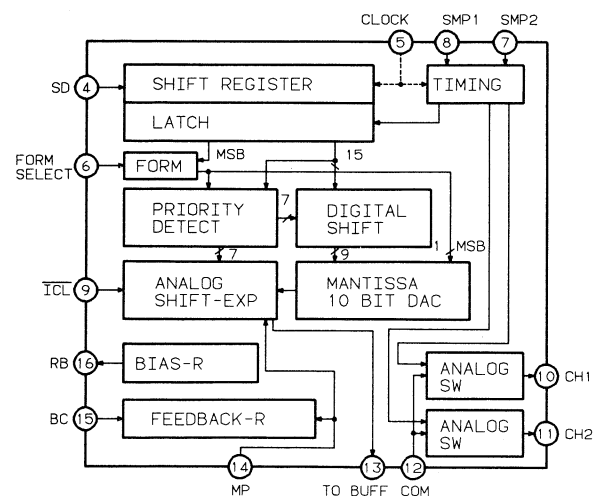 CLOCK SMP1 SMP2
5 8 7
SD 4 SHIFT REGISTER TIMING
LATCH
MSB 15
FORM
SELECT
6 FORM
PRIORITY
DETECT
7
DIGITAL
SHIFT
1 MSB
7 9
ICL 9
ANALOG
SHIFT-EXP
MANTISSA
10 BIT DAC
RB 16 BIAS-R
ANALOG
SW
10 CH1
BC 15 FEEDBACK-R
ANALOG
SW
11 CH2
14 13 12
MP TO BUFF COM